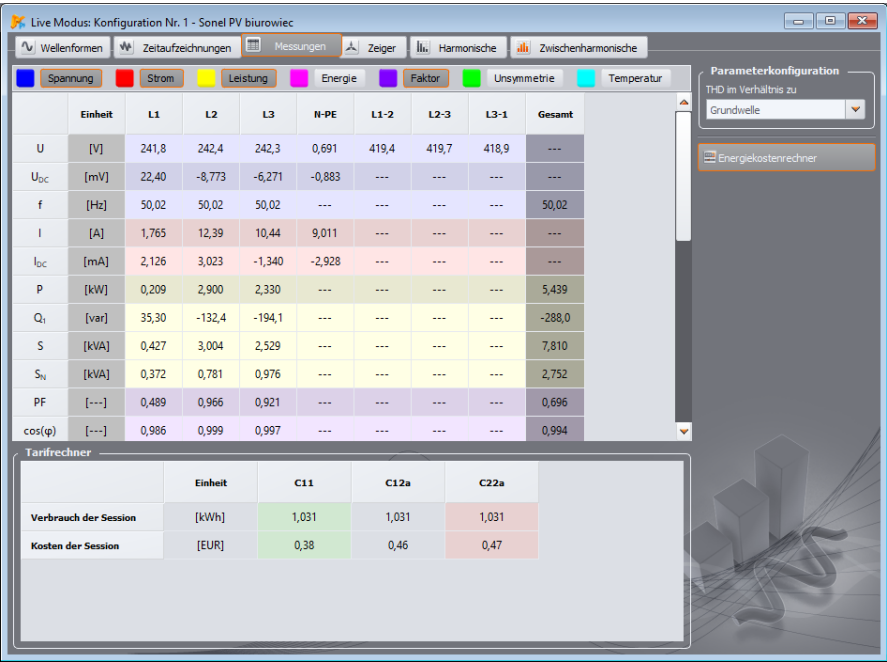 Live Modus: Konfiguration Nr. 1 - Sonel PV biurowiec
Wellenformen Zeitaufzeichnungen Messungen Zeiger Harmonische Zwischenharmonische
Spannung Strom Leistung Energie Faktor Unsymmetrie Temperatur
Parameterkonfiguration
THD im Verhältnis zu
Grundwelle
Energiekostenrechner
Einheit L1 L2 L3 N-PE L1-2 L2-3 L3-1 Gesamt
U [V] 241,8 242,4 242,3 0,691 419,4 419,7 418,9 ---
UDC [mV] 22,40 -8,773 -6,271 -0,883 --- --- --- ---
f [Hz] 50,02 50,02 50,02 --- --- --- --- 50,02
I [A] 1,765 12,39 10,44 9,011 --- --- --- ---
IDC [mA] 2,126 3,023 -1,340 -2,928 --- --- --- ---
P [kW] 0,209 2,900 2,330 --- --- --- --- 5,439
Q1 [var] 35,30 -132,4 -194,1 --- --- --- --- -288,0
S [kVA] 0,427 3,004 2,529 --- --- --- --- 7,810
SN [kVA] 0,372 0,781 0,976 --- --- --- --- 2,752
PF [---] 0,489 0,966 0,921 --- --- --- --- 0,696
cos(φ) [---] 0,986 0,999 0,997 --- --- --- --- 0,994
Tarifrechner
Einheit C11 C12a C22a
Verbrauch der Session [kWh] 1,031 1,031 1,031
Kosten der Session [EUR] 0,38 0,46 0,47